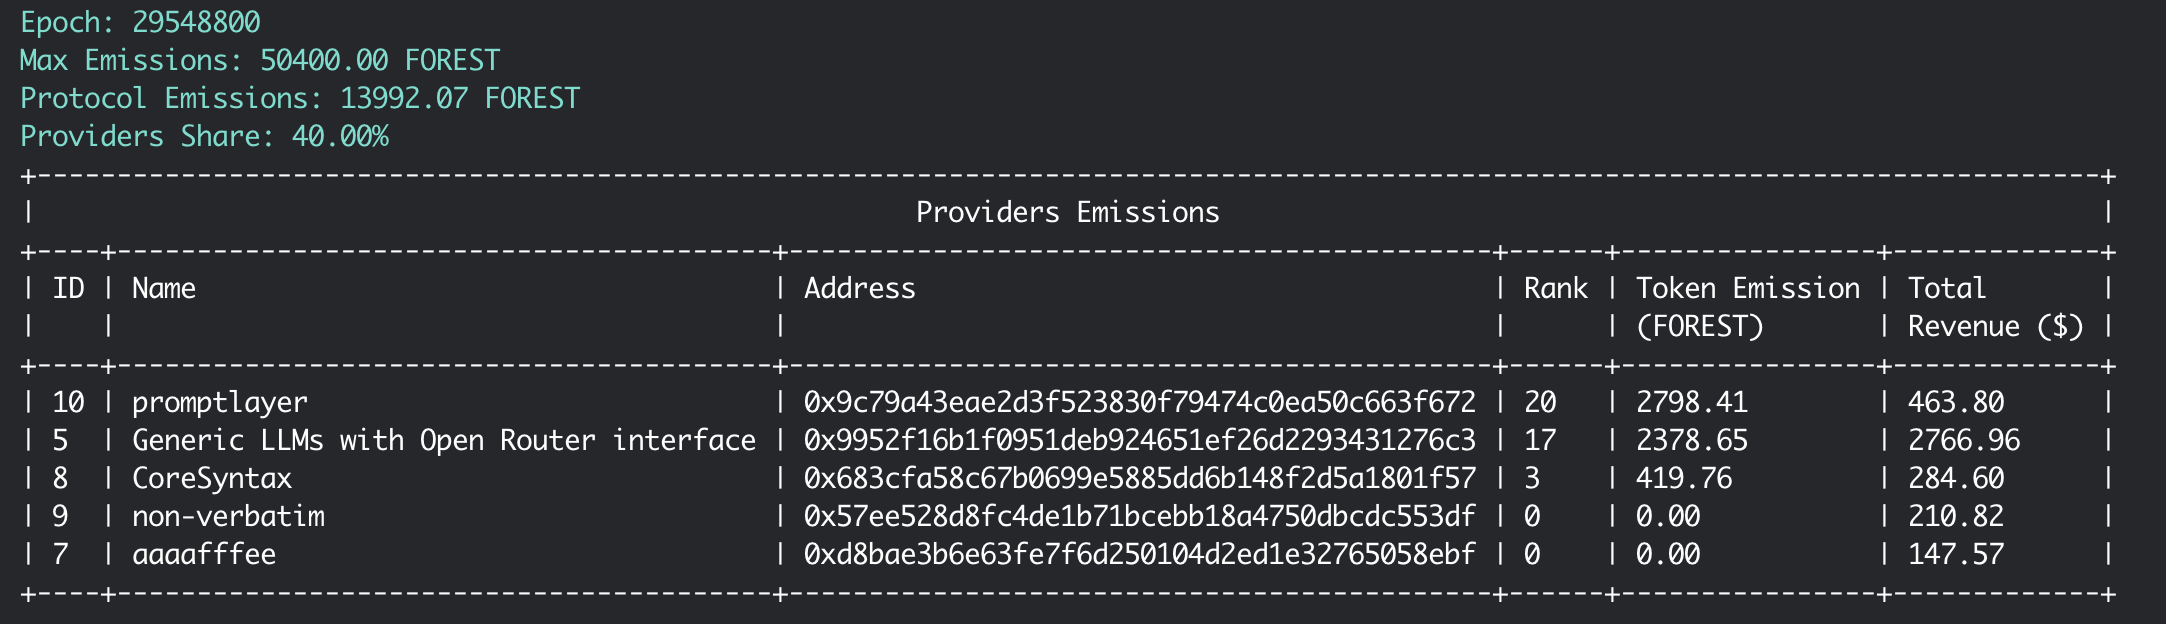 Epoch: 29548800
Max Emissions: 50400.00 FOREST
Protocol Emissions: 13992.07 FOREST
Providers Share: 40.00%
+---------------------------------------------------------------------------------------------------------------------------------+
| Providers Emissions |
+----+-----------------------------------------+--------------------------------------------+------+----------------+-------------+
| ID | Name | Address | Rank | Token Emission | Total |
| | | | | (FOREST) | Revenue ($) |
+----+-----------------------------------------+--------------------------------------------+------+----------------+-------------+
| 10 | promptlayer | 0x9c79a43eae2d3f523830f79474c0ea50c663f672 | 20 | 2798.41 | 463.80 |
| 5 | Generic LLMs with Open Router interface | 0x9952f16b1f0951deb924651ef26d2293431276c3 | 17 | 2378.65 | 2766.96 |
| 8 | CoreSyntax | 0x683cfa58c67b0699e5885dd6b148f2d5a1801f57 | 3 | 419.76 | 284.60 |
| 9 | non-verbatim | 0x57ee528d8fc4de1b71bcebb18a4750dbcdc553df | 0 | 0.00 | 210.82 |
| 7 | aaaafffee | 0xd8bae3b6e63fe7f6d250104d2ed1e32765058ebf | 0 | 0.00 | 147.57 |
+----+-----------------------------------------+--------------------------------------------+------+----------------+-------------+